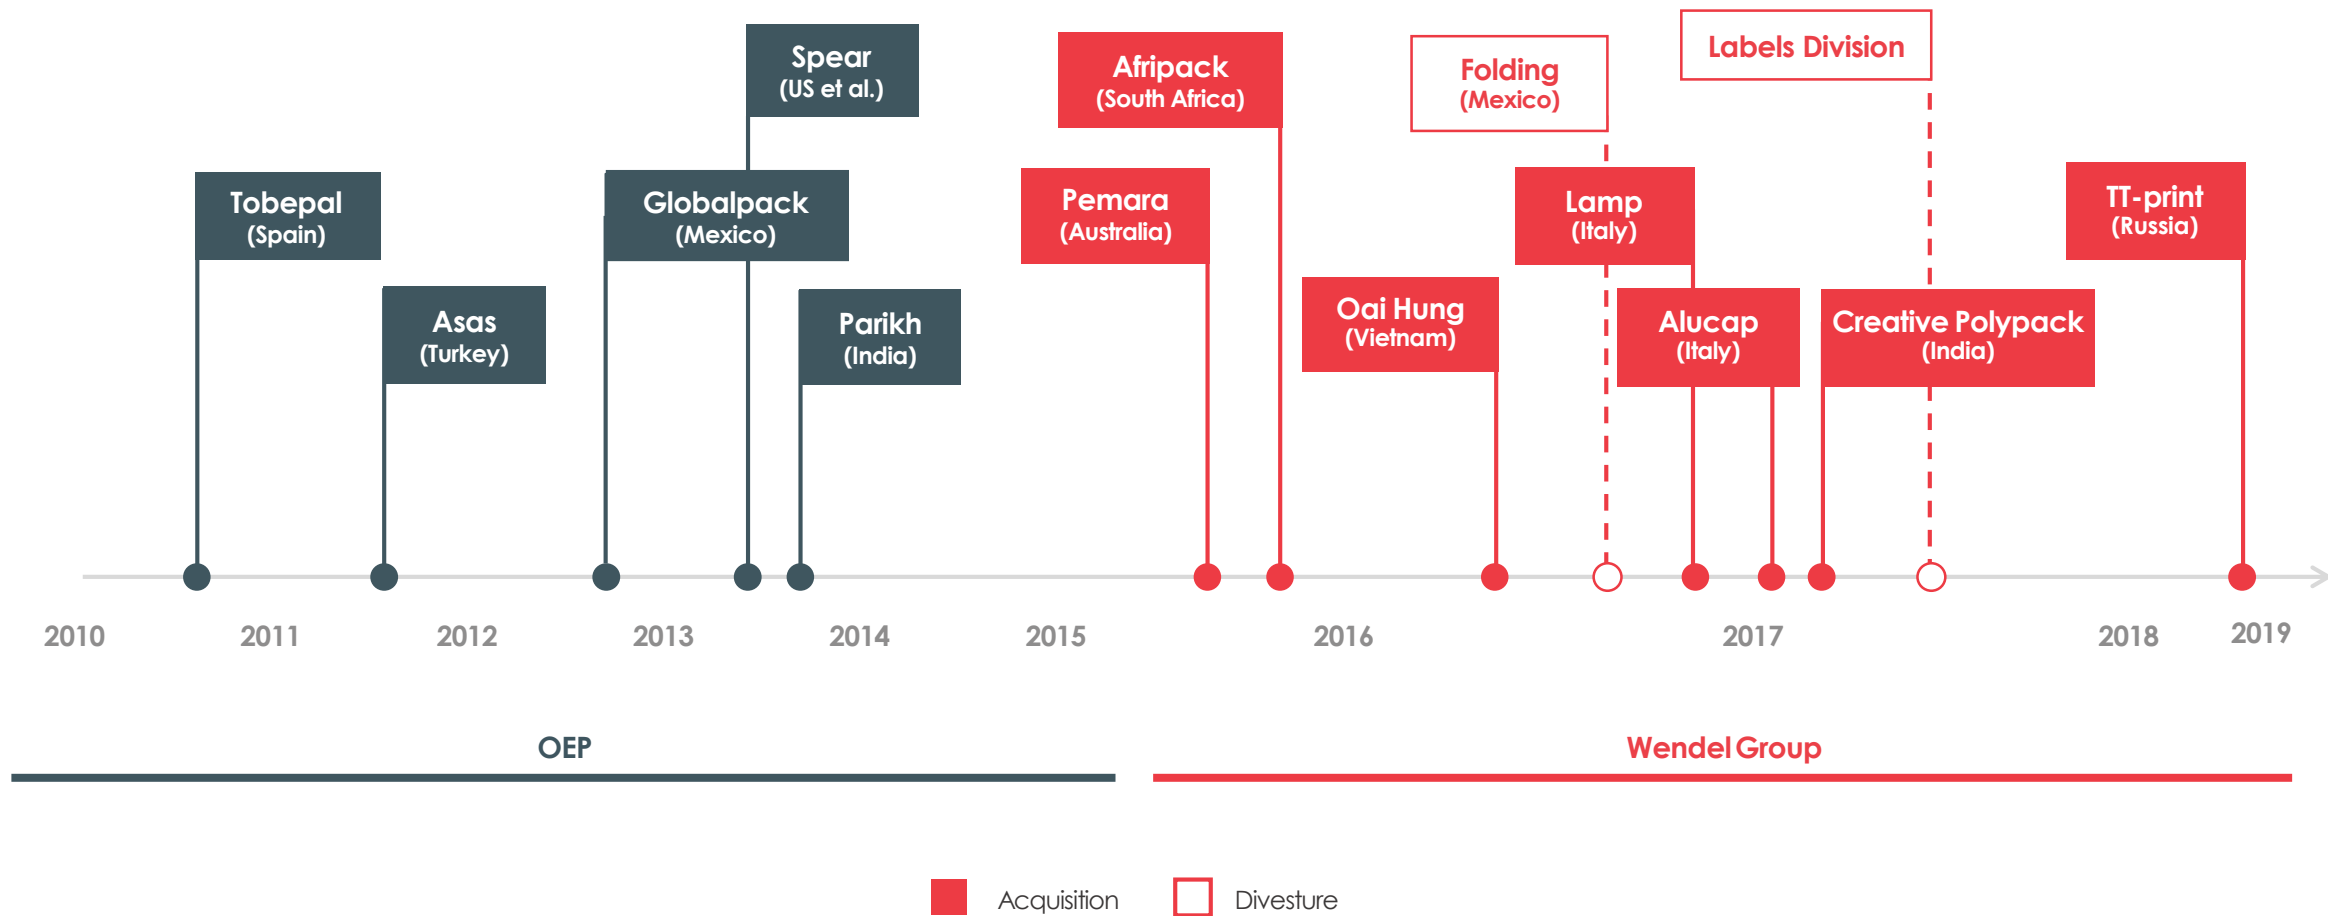 Spear
(US et al.)
Afripack
(South Africa)
Folding
(Mexico)
Labels Division
Tobepal
(Spain)
Globalpack
(Mexico)
Pemara
(Australia)
Lamp
(Italy)
TT-print
(Russia)
Asas
(Turkey)
Parikh
(India)
Oai Hung
(Vietnam)
Alucap
(Italy)
Creative Polypack
(India)
2010 2011 2012 2013 2014 2015 2016 2017 2018 2019
OEP
Wendel Group
Acquisition
Divesture